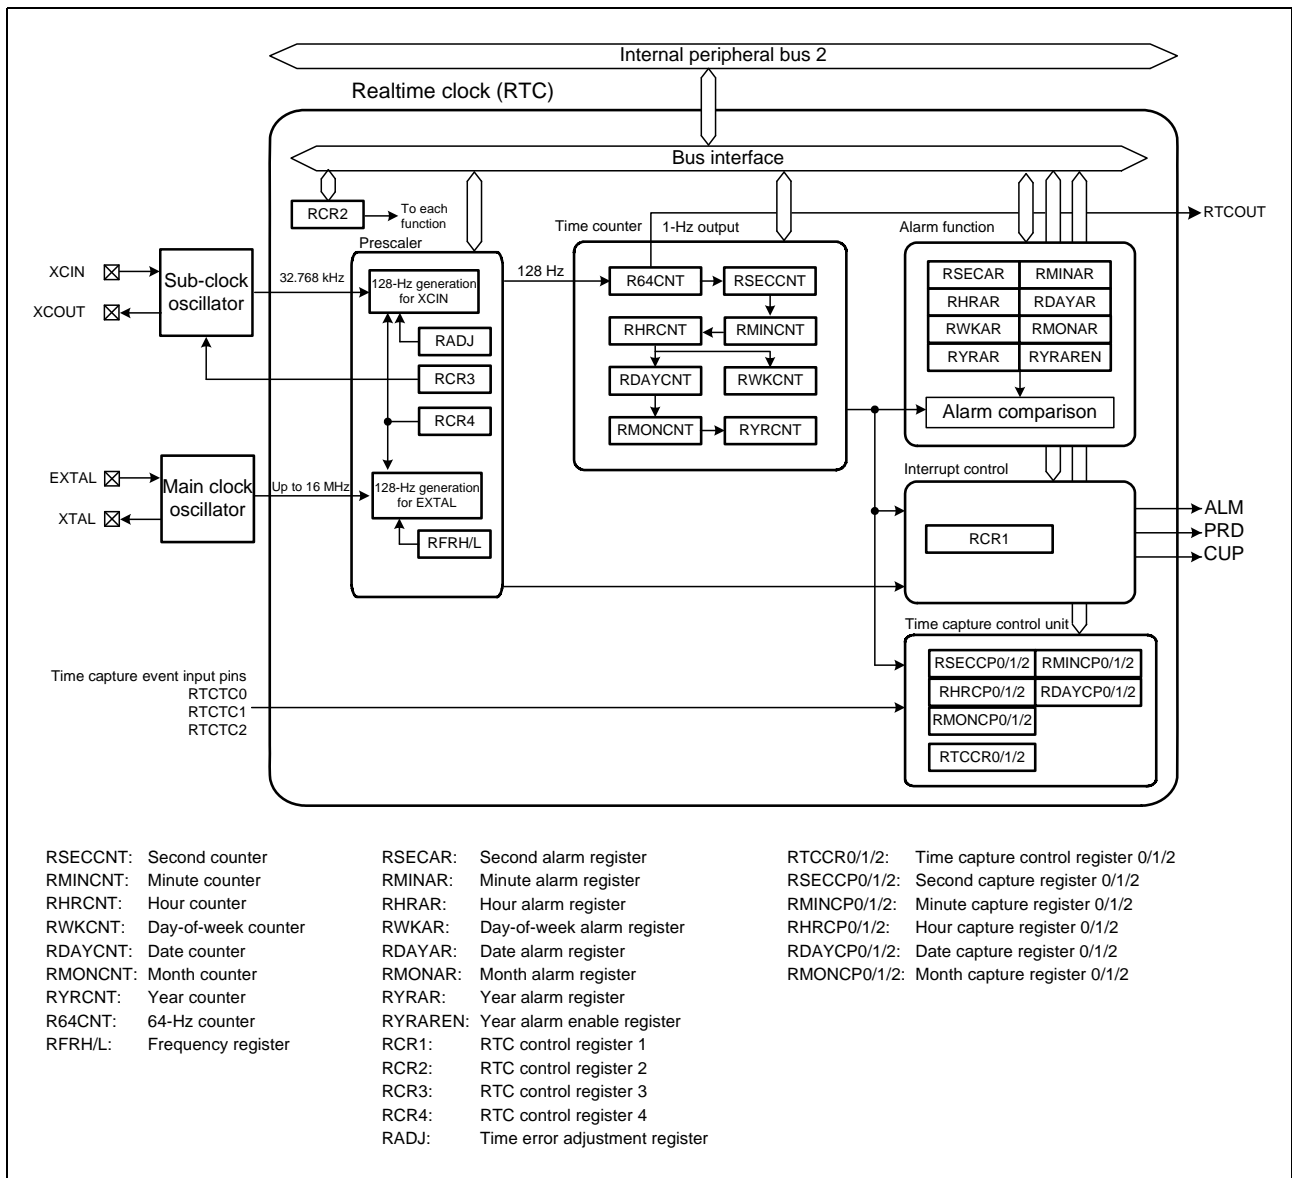 Internal peripheral bus 2
Realtime clock (RTC)
Bus interface
RCR2
To each
function
Time counter
1-Hz output
Alarm function
RTCOUT
Prescaler
XCIN
XCOUT
Sub-clock
oscillator
32.768 kHz
128-Hz generation
for XCIN
128 Hz
RADJ
RCR3
RCR4
R64CNT
RSECCNT
RHRCNT
RMINCNT
RDAYCNT
RWKCNT
RMONCNT
RYRCNT
RSECAR
RMINAR
RHRAR
RDAYAR
RWKAR
RMONAR
RYRAR
RYRAREN
Alarm comparison
EXTAL
XTAL
Main clock
oscillator
Up to 16 MHz
128-Hz generation
for EXTAL
RFRH/L
Interrupt control
RCR1
ALM
PRD
CUP
Time capture control unit
RSECCP0/1/2
RMINCP0/1/2
RHRCP0/1/2
RDAYCP0/1/2
RMONCP0/1/2
RTCCR0/1/2
Time capture event input pins
RTCTC0
RTCTC1
RTCTC2
RSECCNT: Second counter
RMINCNT: Minute counter
RHRCNT: Hour counter
RWKCNT: Day-of-week counter
RDAYCNT: Date counter
RMONCNT: Month counter
RYRCNT: Year counter
R64CNT: 64-Hz counter
RFRH/L: Frequency register
RSECAR: Second alarm register
RMINAR: Minute alarm register
RHRAR: Hour alarm register
RWKAR: Day-of-week alarm register
RDAYAR: Date alarm register
RMONAR: Month alarm register
RYRAR: Year alarm register
RYRAREN: Year alarm enable register
RCR1: RTC control register 1
RCR2: RTC control register 2
RCR3: RTC control register 3
RCR4: RTC control register 4
RADJ: Time error adjustment register
RTCCR0/1/2: Time capture control register 0/1/2
RSECCP0/1/2: Second capture register 0/1/2
RMINCP0/1/2: Minute capture register 0/1/2
RHRCP0/1/2: Hour capture register 0/1/2
RDAYCP0/1/2: Date capture register 0/1/2
RMONCP0/1/2: Month capture register 0/1/2